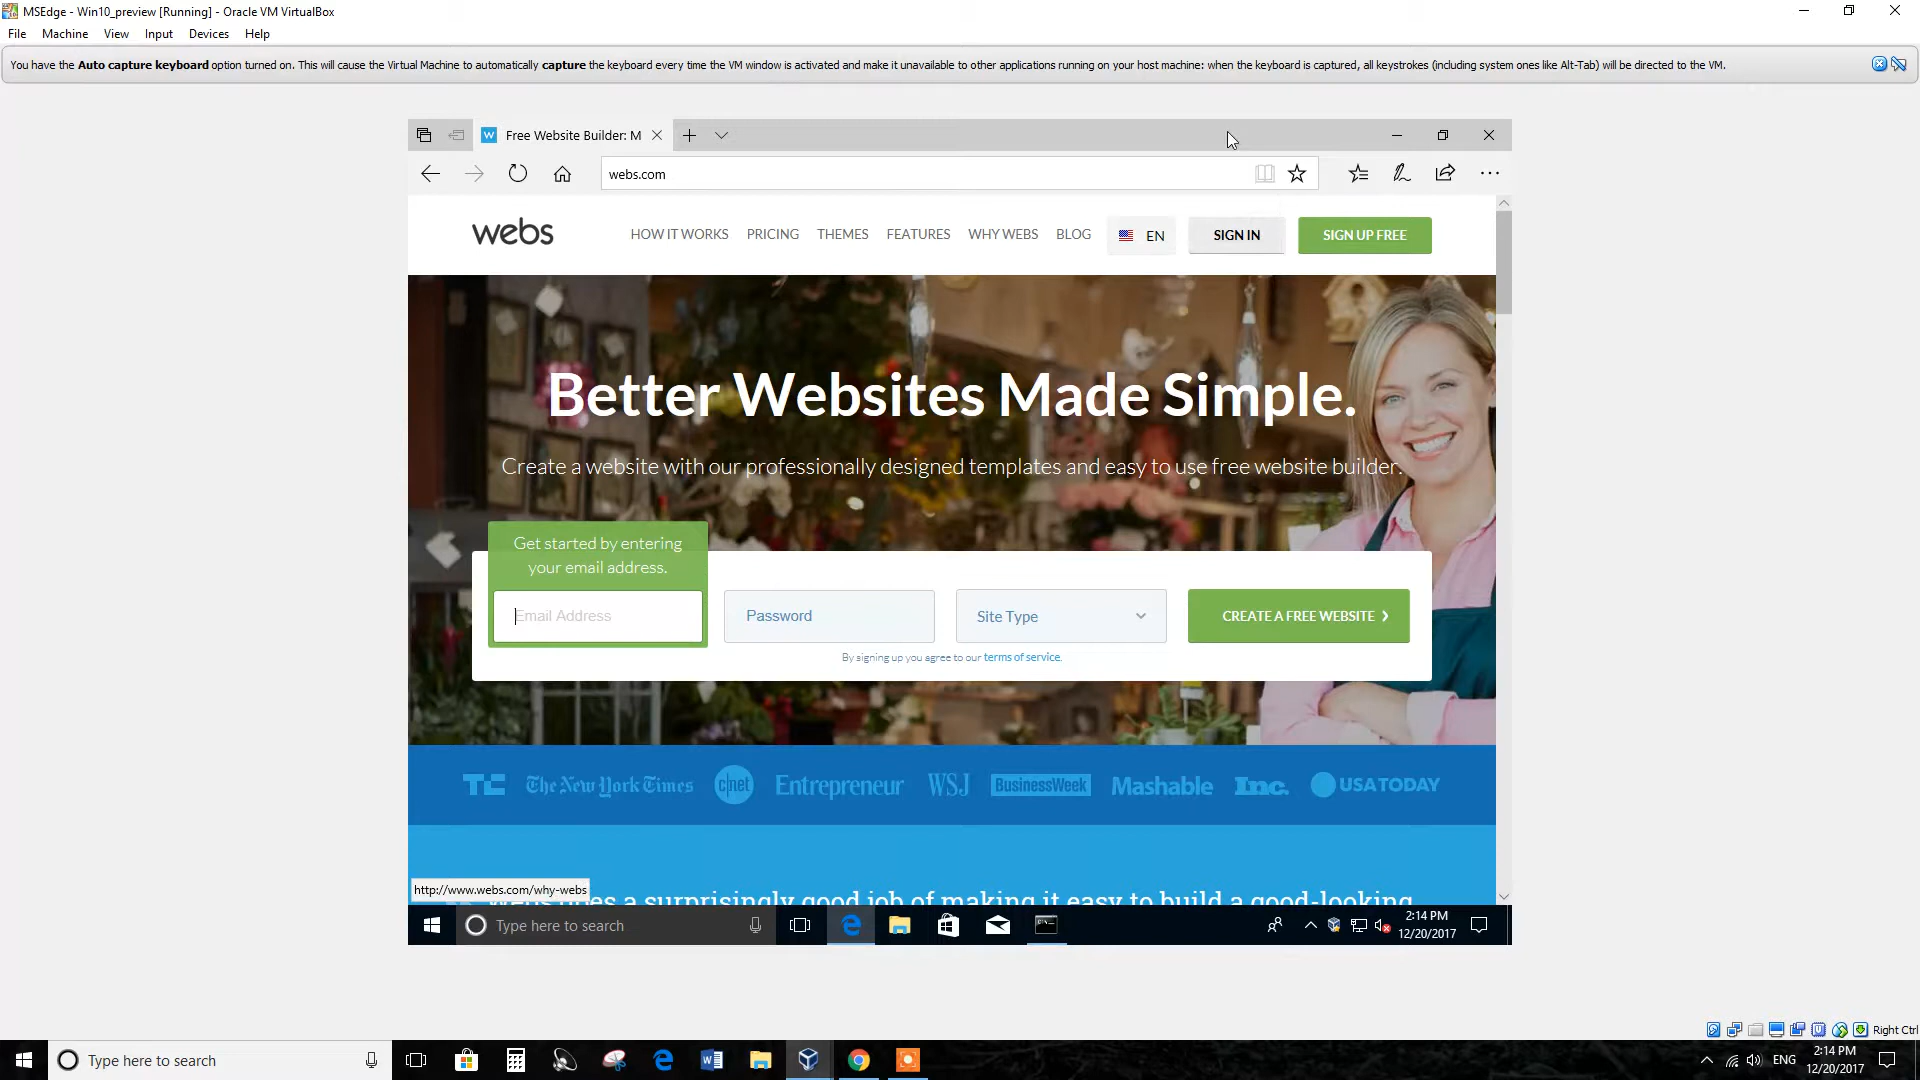 MSEdge - Win10_preview [Running] - Oracle VM VirtualBox
File Machine View Input Devices Help
You have the Auto capture keyboard option turned on. This will cause the Virtual Machine to automatically capture the keyboard every time the VM window is activated and make it unavailable to other applications running on your host machine: when the keyboard is captured, all keystrokes (including system ones like Alt-Tab) will be directed to the VM.
Free Website Builder: M
webs.com
webs HOW IT WORKS PRICING THEMES FEATURES WHY WEBS BLOG EN SIGN IN SIGN UP FREE
Better Websites Made Simple.
Create a website with our professionally designed templates and easy to use free website builder.
Get started by entering
your email address.
Email Address Password Site Type CREATE A FREE WEBSITE
By signing up you agree to our terms of service.
TC The New York Times c|net Entrepreneur WSJ BusinessWeek Mashable Inc. USA TODAY
http://www.webs.com/why-webs
Webs does a surprisingly good job of making it easy to build a good-looking
Type here to search
2:14 PM
12/20/2017
Right Ctrl
Type here to search
ENG
2:14 PM
12/20/2017